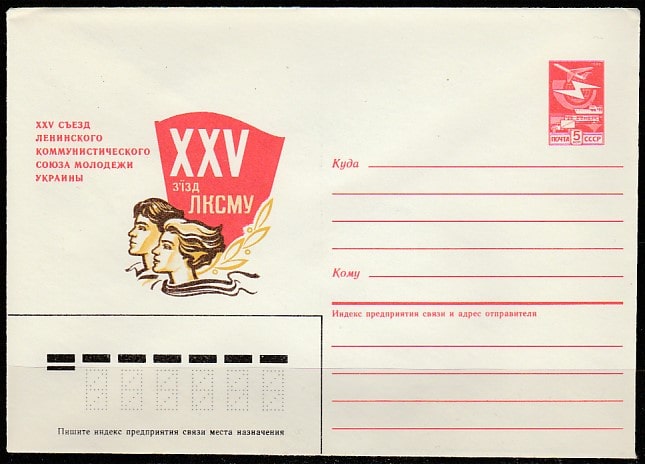 XXV СЪЕЗД
ЛЕНИНСКОГО
КОММУНИСТИЧЕСКОГО
СОЮЗА МОЛОДЕЖИ
УКРАИНЫ
XXV
З'ЇЗД
ЛКСМУ
ПОЧТА 5 СССР
Куда
Кому
Индекс предприятия связи и адрес отправителя
Пишите индекс предприятия связи места назначения